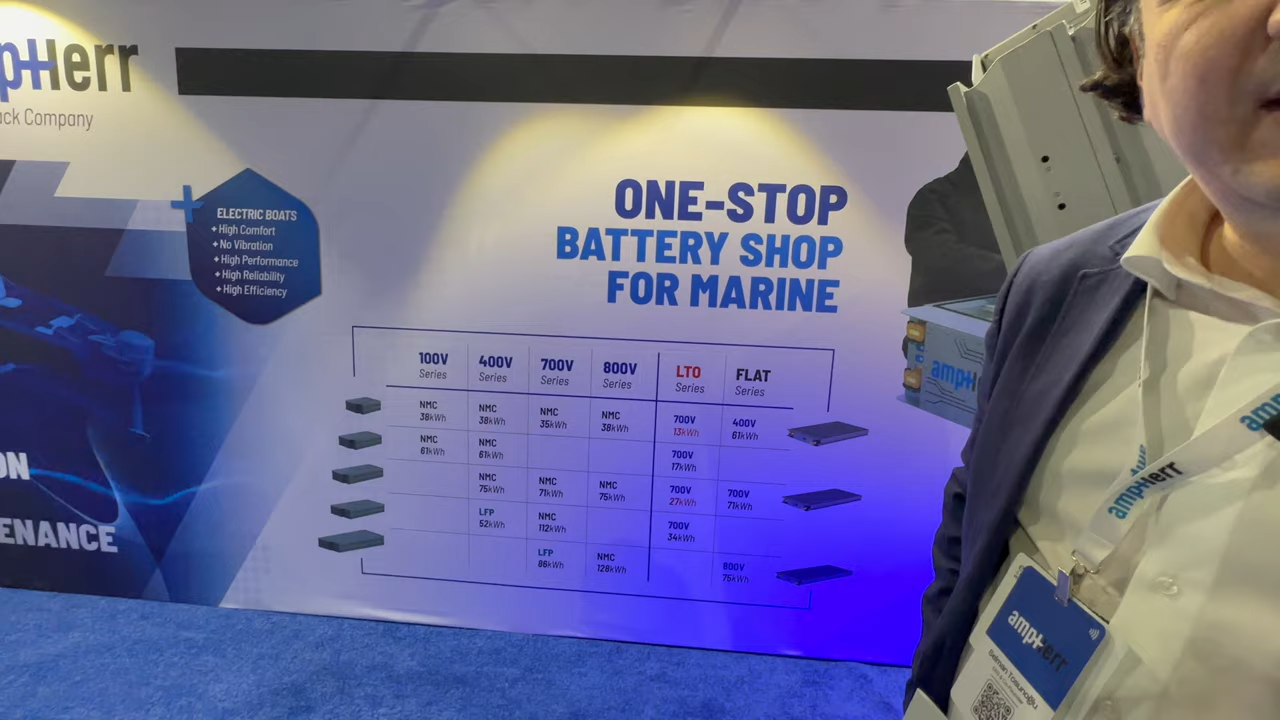 pHerr
ack Company
ELECTRIC BOATS
+ High Comfort
+ No Vibration
+ High Performance
+ High Reliability
+ High Efficiency
ON
ENANCE
ONE-STOP
BATTERY SHOP
FOR MARINE
100V 400V 700V 800V LTO FLAT
Series Series Series Series Series Series
NMC NMC NMC NMC 700V 400V
38kWh 38kWh 35kWh 38kWh 13kWh 61kWh
NMC NMC 700V
61kWh 61kWh 17kWh
NMC NMC NMC 700V 700V
75kWh 71kWh 75kWh 27kWh 71kWh
LFP NMC 700V
52kWh 112kWh 34kWh
LFP NMC 800V
86kWh 128kWh 75kWh
ampH
am
ampHerr
ampHerr
Selman Tosunoğlu